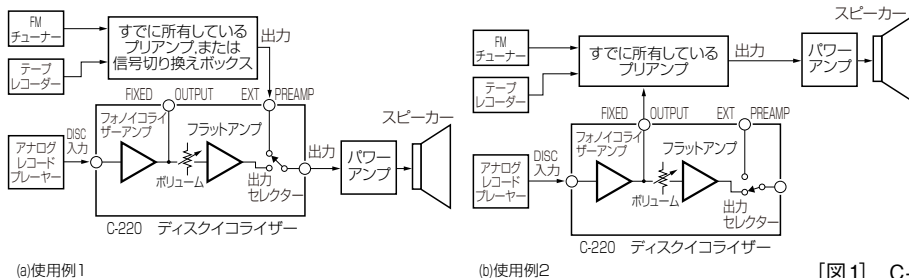 FM
チューナー
テープ
レコーダー
すでに所有している
プリアンプ、または
信号切り換えボックス
出力
FIXED
OUTPUT
EXT
PREAMP
フォノイコライ
ザーアンプ
フラットアンプ
スピーカー
アナログ
レコード
プレーヤー
DISC
入力
ボリューム
出力
セレクター
出力
パワー
アンプ
C-220 ディスクイコライザー
(a)使用例1
FM
チューナー
テープ
レコーダー
すでに所有している
プリアンプ
出力
パワー
アンプ
スピーカー
FIXED
OUTPUT
EXT
PREAMP
フォノイコライ
ザーアンプ
フラットアンプ
アナログ
レコード
プレーヤー
DISC
入力
ボリューム
出力
セレクター
C-220 ディスクイコライザー
(b)使用例2
[図1] C-